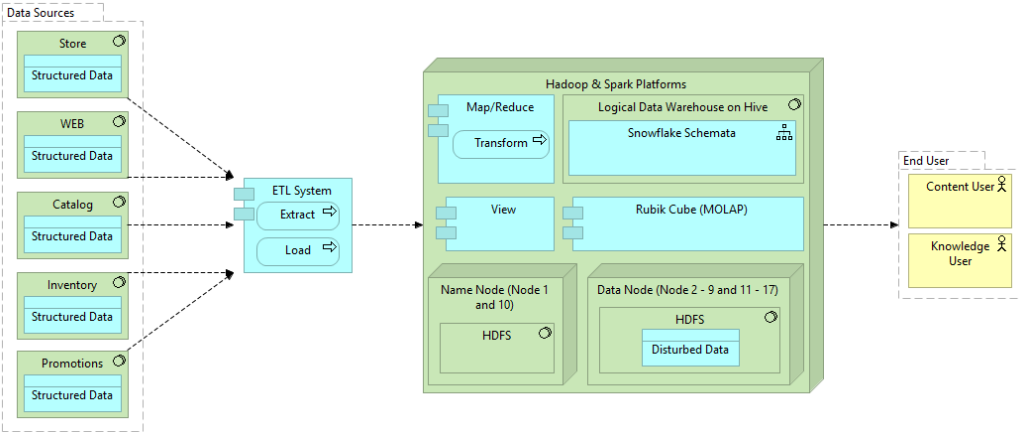 Data Sources
Store
Structured Data
WEB
Structured Data
Catalog
Structured Data
Inventory
Structured Data
Promotions
Structured Data
ETL System
Extract
Load
Hadoop & Spark Platforms
Map/Reduce
Transform
Logical Data Warehouse on Hive
Snowflake Schemata
View
Rubik Cube (MOLAP)
Name Node (Node 1
and 10)
HDFS
Data Node (Node 2 - 9 and 11 - 17)
HDFS
Disturbed Data
End User
Content User
Knowledge
User